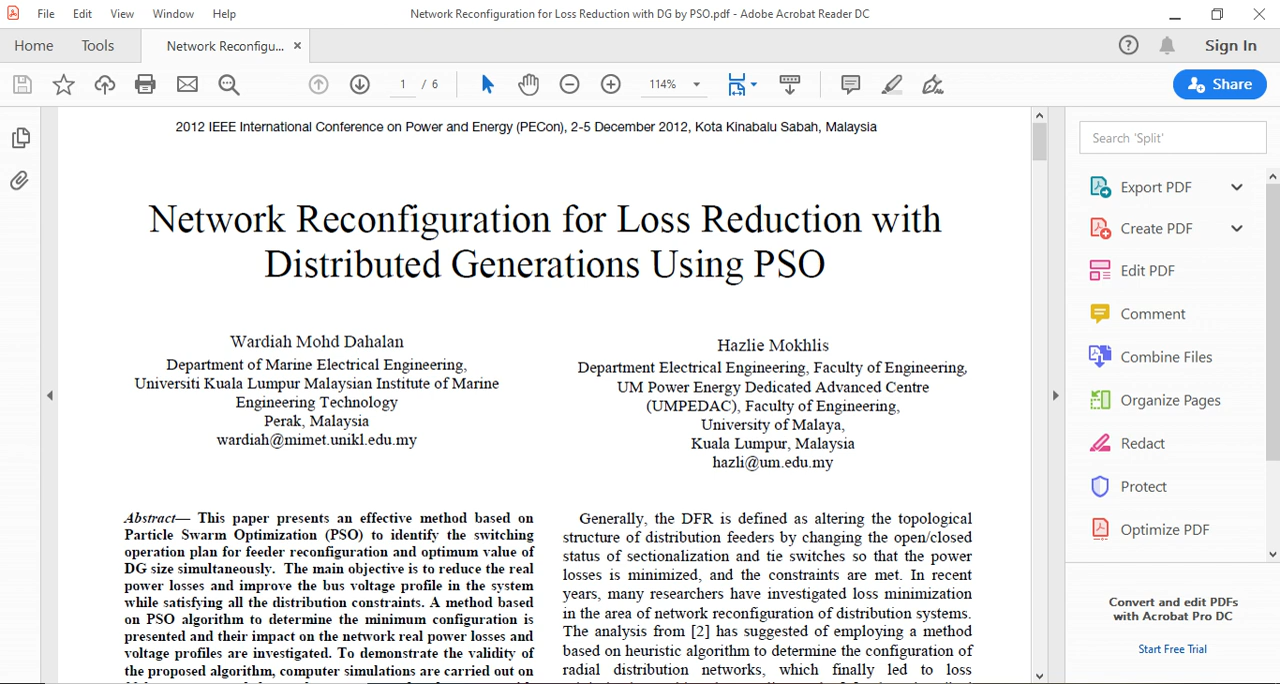 File Edit View Window Help
Network Reconfiguration for Loss Reduction with DG by PSO.pdf - Adobe Acrobat Reader DC
Home Tools Network Reconfigu... × Sign In
1 / 6 114% Share
2012 IEEE International Conference on Power and Energy (PECon), 2-5 December 2012, Kota Kinabalu Sabah, Malaysia
Network Reconfiguration for Loss Reduction with
Distributed Generations Using PSO
Wardiah Mohd Dahalan
Department of Marine Electrical Engineering,
Universiti Kuala Lumpur Malaysian Institute of Marine
Engineering Technology
Perak, Malaysia
wardiah@mimet.unikl.edu.my
Hazlie Mokhlis
Department Electrical Engineering, Faculty of Engineering,
UM Power Energy Dedicated Advanced Centre
(UMPEDAC), Faculty of Engineering,
University of Malaya,
Kuala Lumpur, Malaysia
hazli@um.edu.my
Abstract— This paper presents an effective method based on
Particle Swarm Optimization (PSO) to identify the switching
operation plan for feeder reconfiguration and optimum value of
DG size simultaneously. The main objective is to reduce the real
power losses and improve the bus voltage profile in the system
while satisfying all the distribution constraints. A method based
on PSO algorithm to determine the minimum configuration is
presented and their impact on the network real power losses and
voltage profiles are investigated. To demonstrate the validity of
the proposed algorithm, computer simulations are carried out on
Generally, the DFR is defined as altering the topological
structure of distribution feeders by changing the open/closed
status of sectionalization and tie switches so that the power
losses is minimized, and the constraints are met. In recent
years, many researchers have investigated loss minimization
in the area of network reconfiguration of distribution systems.
The analysis from [2] has suggested of employing a method
based on heuristic algorithm to determine the configuration of
radial distribution networks, which finally led to loss
Search 'Split'
Export PDF
Create PDF
Edit PDF
Comment
Combine Files
Organize Pages
Redact
Protect
Optimize PDF
Convert and edit PDFs
with Acrobat Pro DC
Start Free Trial